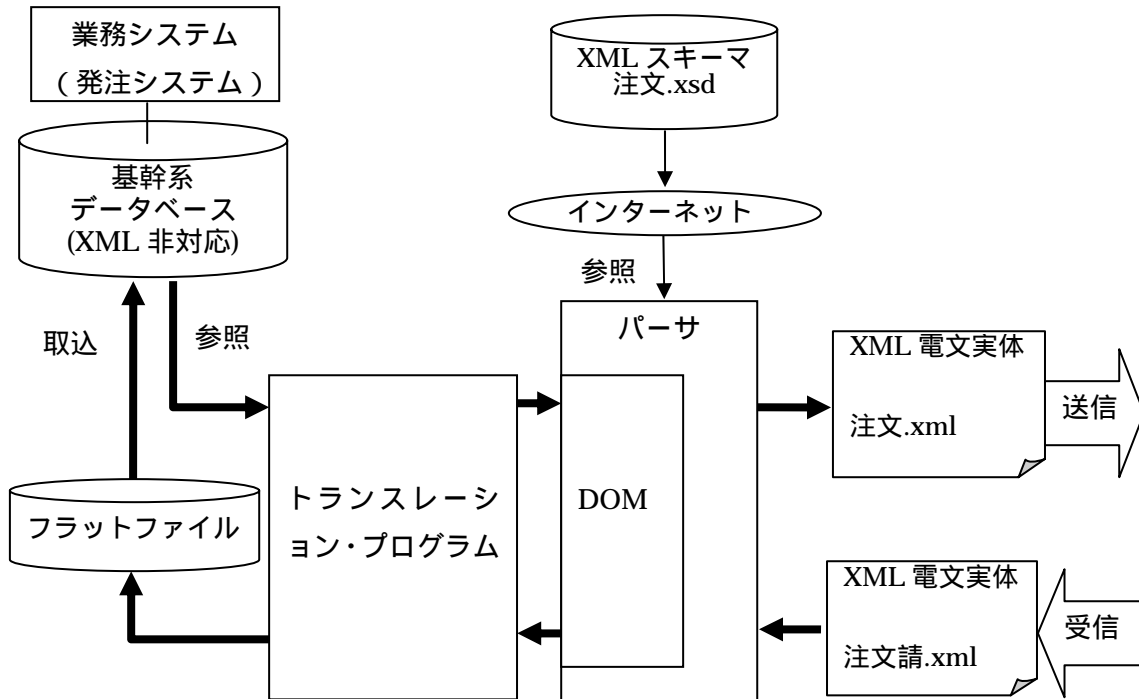 業務システム
（発注システム）
XML スキーマ
注文.xsd
基幹系
データベース
(XML 非対応)
インターネット
参照
取込
参照
パーサ
XML 電文実体
注文.xml
送信
トランスレーシ
ョン・プログラム
DOM
フラットファイル
XML 電文実体
注文請.xml
受信